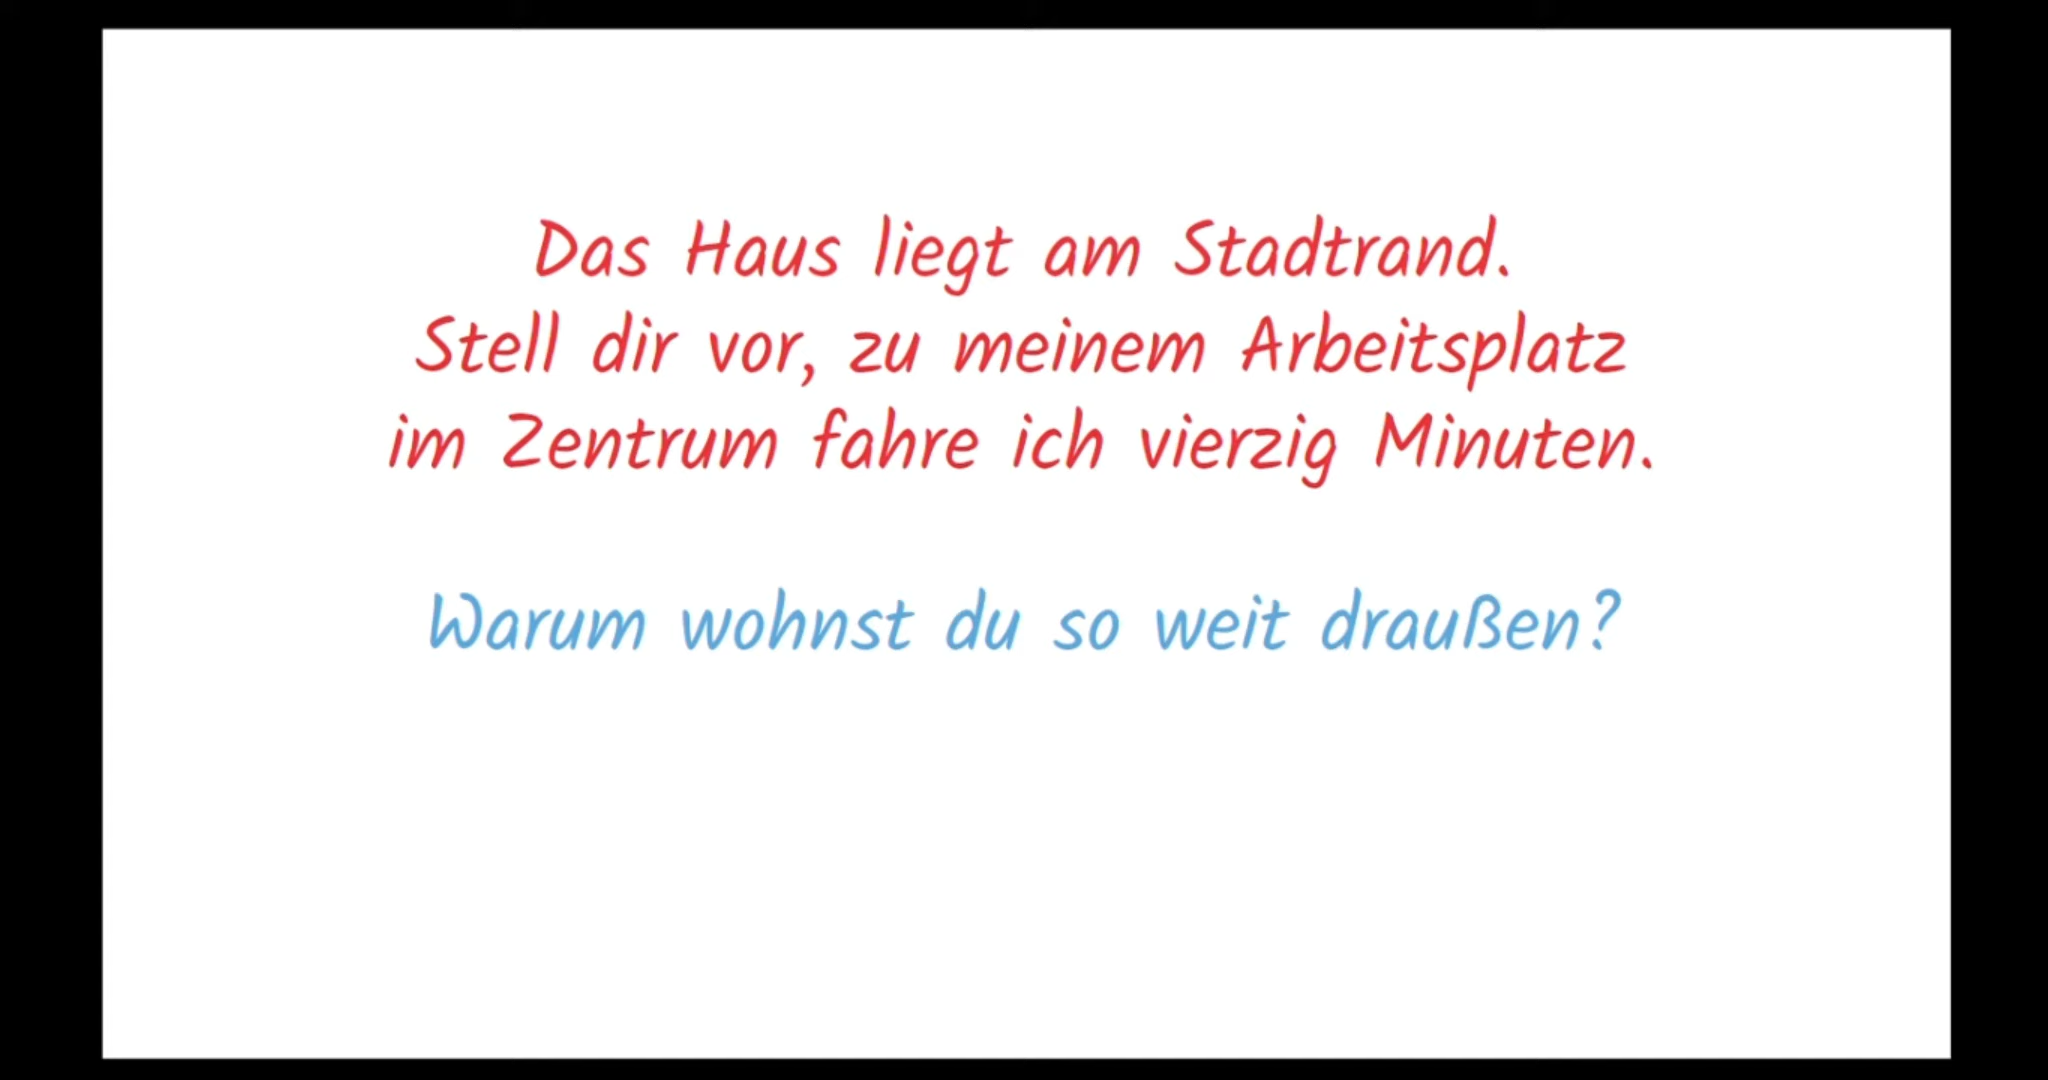 Das Haus liegt am Stadtrand.
Stell dir vor, zu meinem Arbeitsplatz
im Zentrum fahre ich vierzig Minuten.
Warum wohnst du so weit draußen?